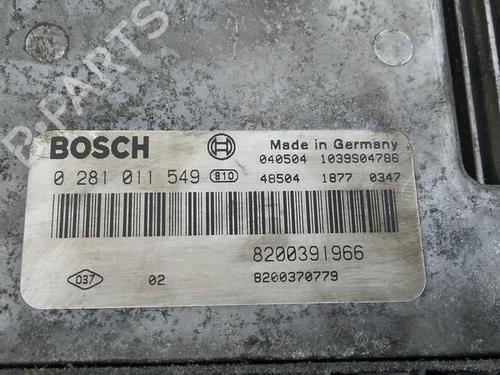 B-PARTS
BOSCH Made in Germany
040504 1039S04786
0 281 011 549 810 48504 1877 0347
8200391966
037 02 8200370779